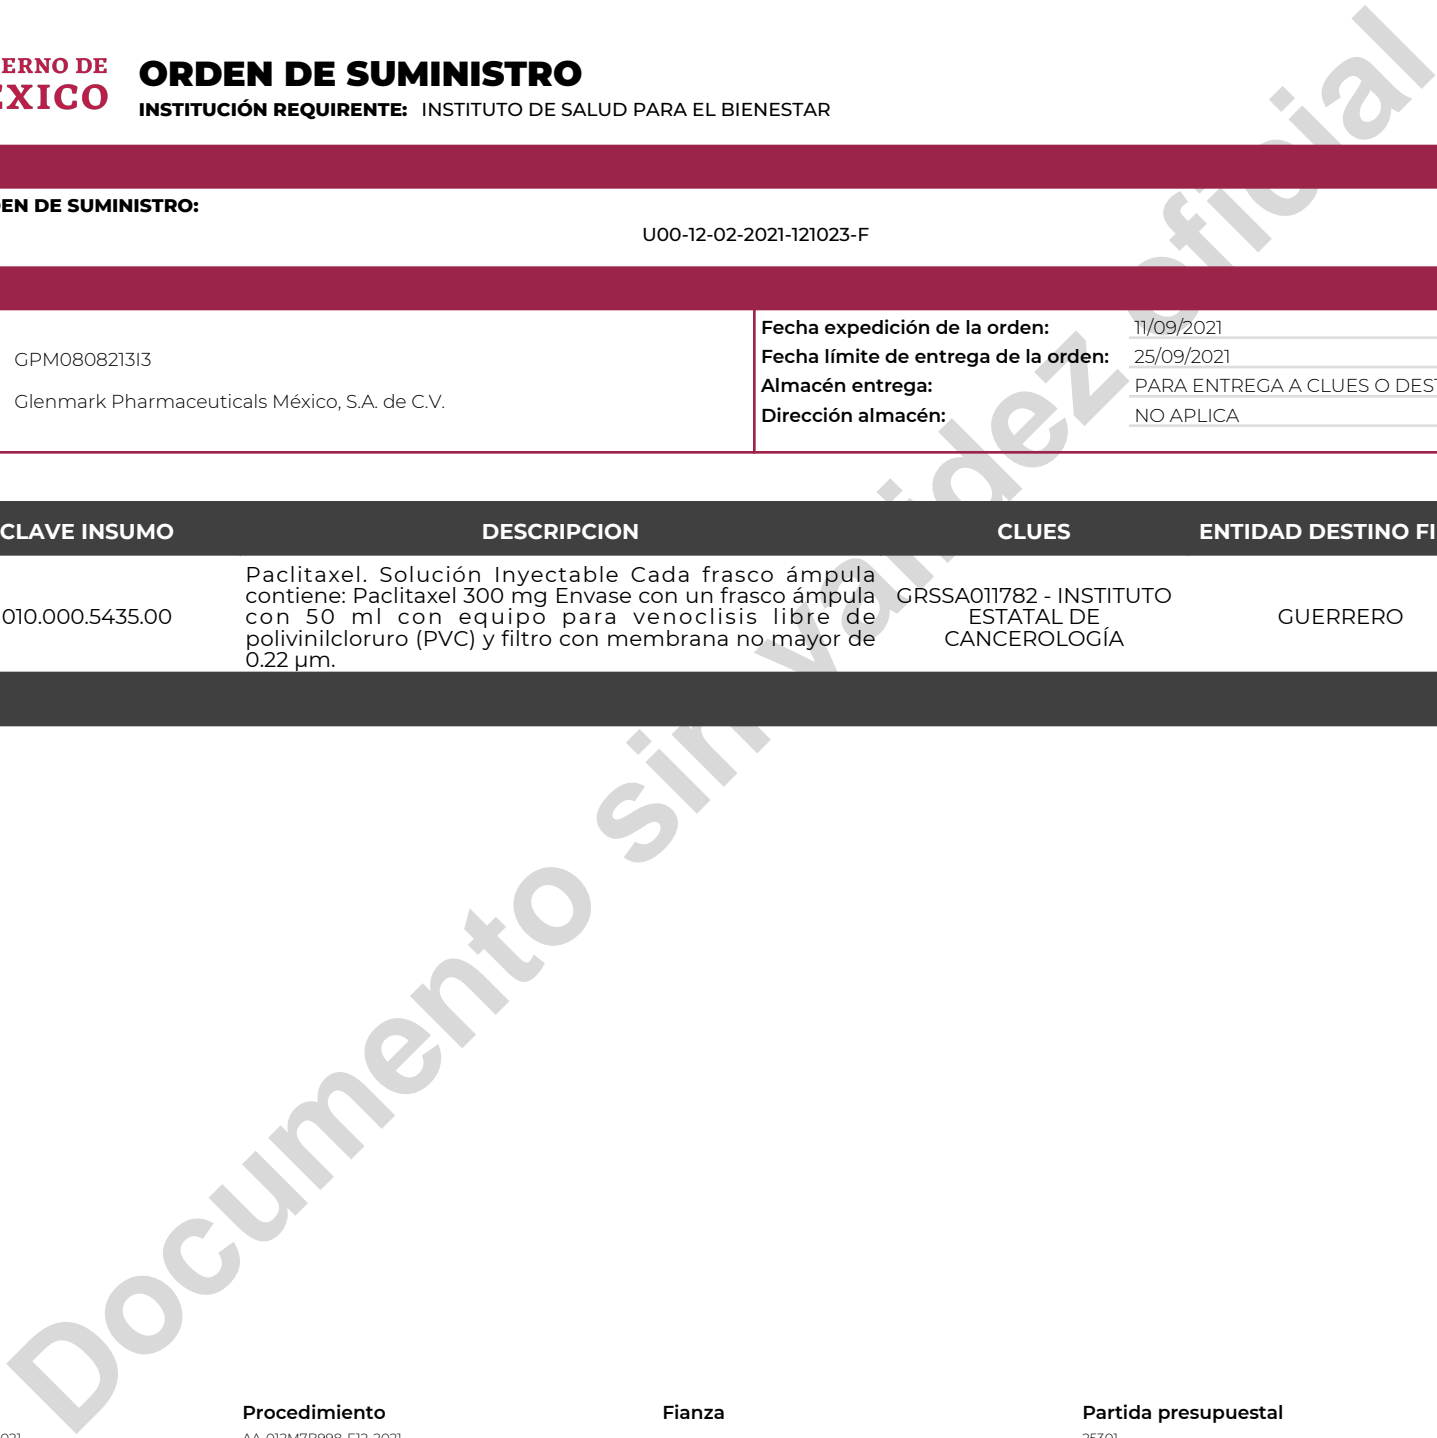 ERNO DE
ÉXICO
ORDEN DE SUMINISTRO
INSTITUCIÓN REQUIRENTE: INSTITUTO DE SALUD PARA EL BIENESTAR
EN DE SUMINISTRO:
U00-12-02-2021-121023-F
GPM0808213I3
Glenmark Pharmaceuticals México, S.A. de C.V.
Fecha expedición de la orden: 11/09/2021
Fecha límite de entrega de la orden: 25/09/2021
Almacén entrega: PARA ENTREGA A CLUES O DEST
Dirección almacén: NO APLICA
CLAVE INSUMO DESCRIPCION CLUES ENTIDAD DESTINO FI
010.000.5435.00
Paclitaxel. Solución Inyectable Cada frasco ámpula
contiene: Paclitaxel 300 mg Envase con un frasco ámpula
con 50 ml con equipo para venoclisis libre de
polivinilcloruro (PVC) y filtro con membrana no mayor de
0.22 µm.
GRSSA011782 - INSTITUTO
ESTATAL DE
CANCEROLOGÍA
GUERRERO
Documento sin validez oficial
Procedimiento Fianza Partida presupuestal